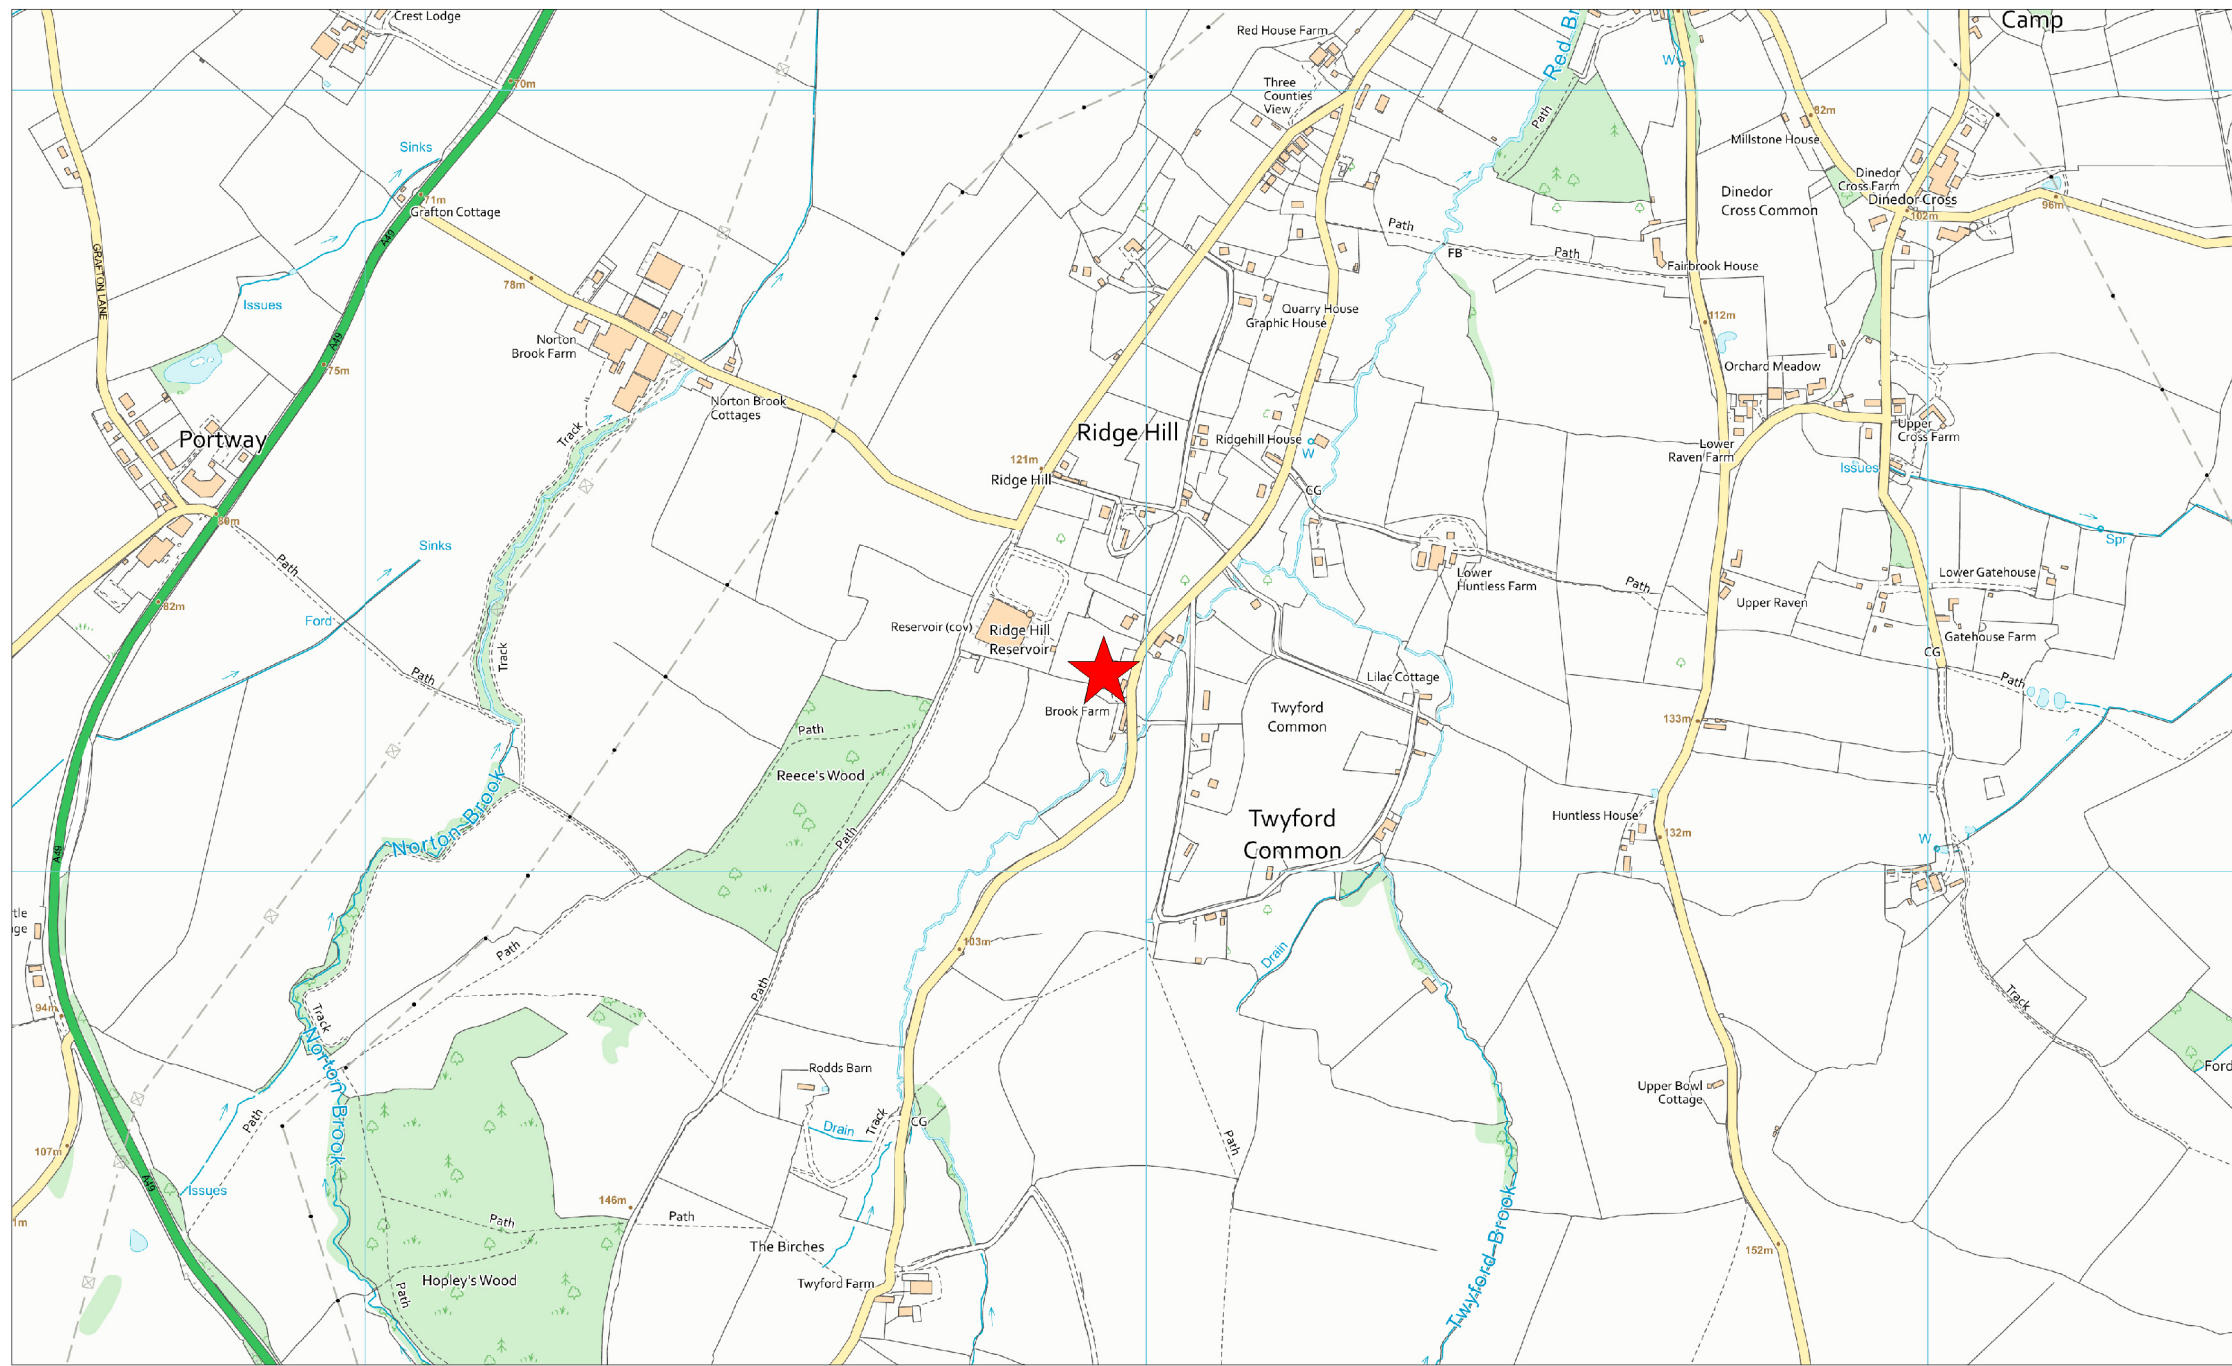 Crest Lodge
Red House Farm
Red Br
Camp
70m
Three
Counties
View
W
Path
82m
Millstone House
Sinks
71m
Grafton Cottage
A49
Dinedor
Cross Farm
Dinedor Cross
Dinedor
Cross Common
102m
96m
GRAFTON LANE
Path
FB
Path
Fairbrook House
78m
Issues
Quarry House
Graphic House
112m
A49
Norton
Brook Farm
75m
Orchard Meadow
Norton Brook
Cottages
Track
Portway
Ridge Hill
Ridgehill House
W
Upper
Cross Farm
Lower
Raven Farm
121m
Ridge Hill
Issues
CG
80m
Spr
Sinks
Path
Lower
Huntless Farm
Path
Lower Gatehouse
82m
Upper Raven
Ford
Reservoir (cov)
Ridge Hill
Reservoir
Gatehouse Farm
CG
Track
Path
Lilac Cottage
Path
Brook Farm
Twyford
Common
133m
Path
Reece's Wood
Norton Brook
Twyford
Common
Huntless House
132m
W
Path
A49
tle
ge
103m
Path
Drain
Path
Track
94m
Track
Norton Brook
Rodds Barn
Ford
Upper Bowl
Cottage
Path
Drain
Track
CG
Path
107m
A49
Issues
146m
Path
Path
1m
The Birches
152m
Hopley's Wood
Path
Twyford Farm
Twyford Brook